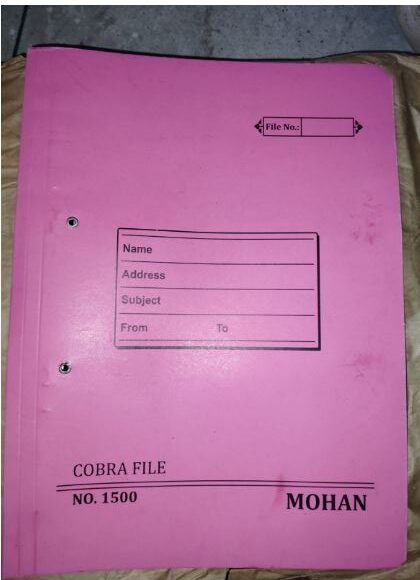 File No.:
Name
Address
Subject
From To
COBRA FILE
NO. 1500 MOHAN